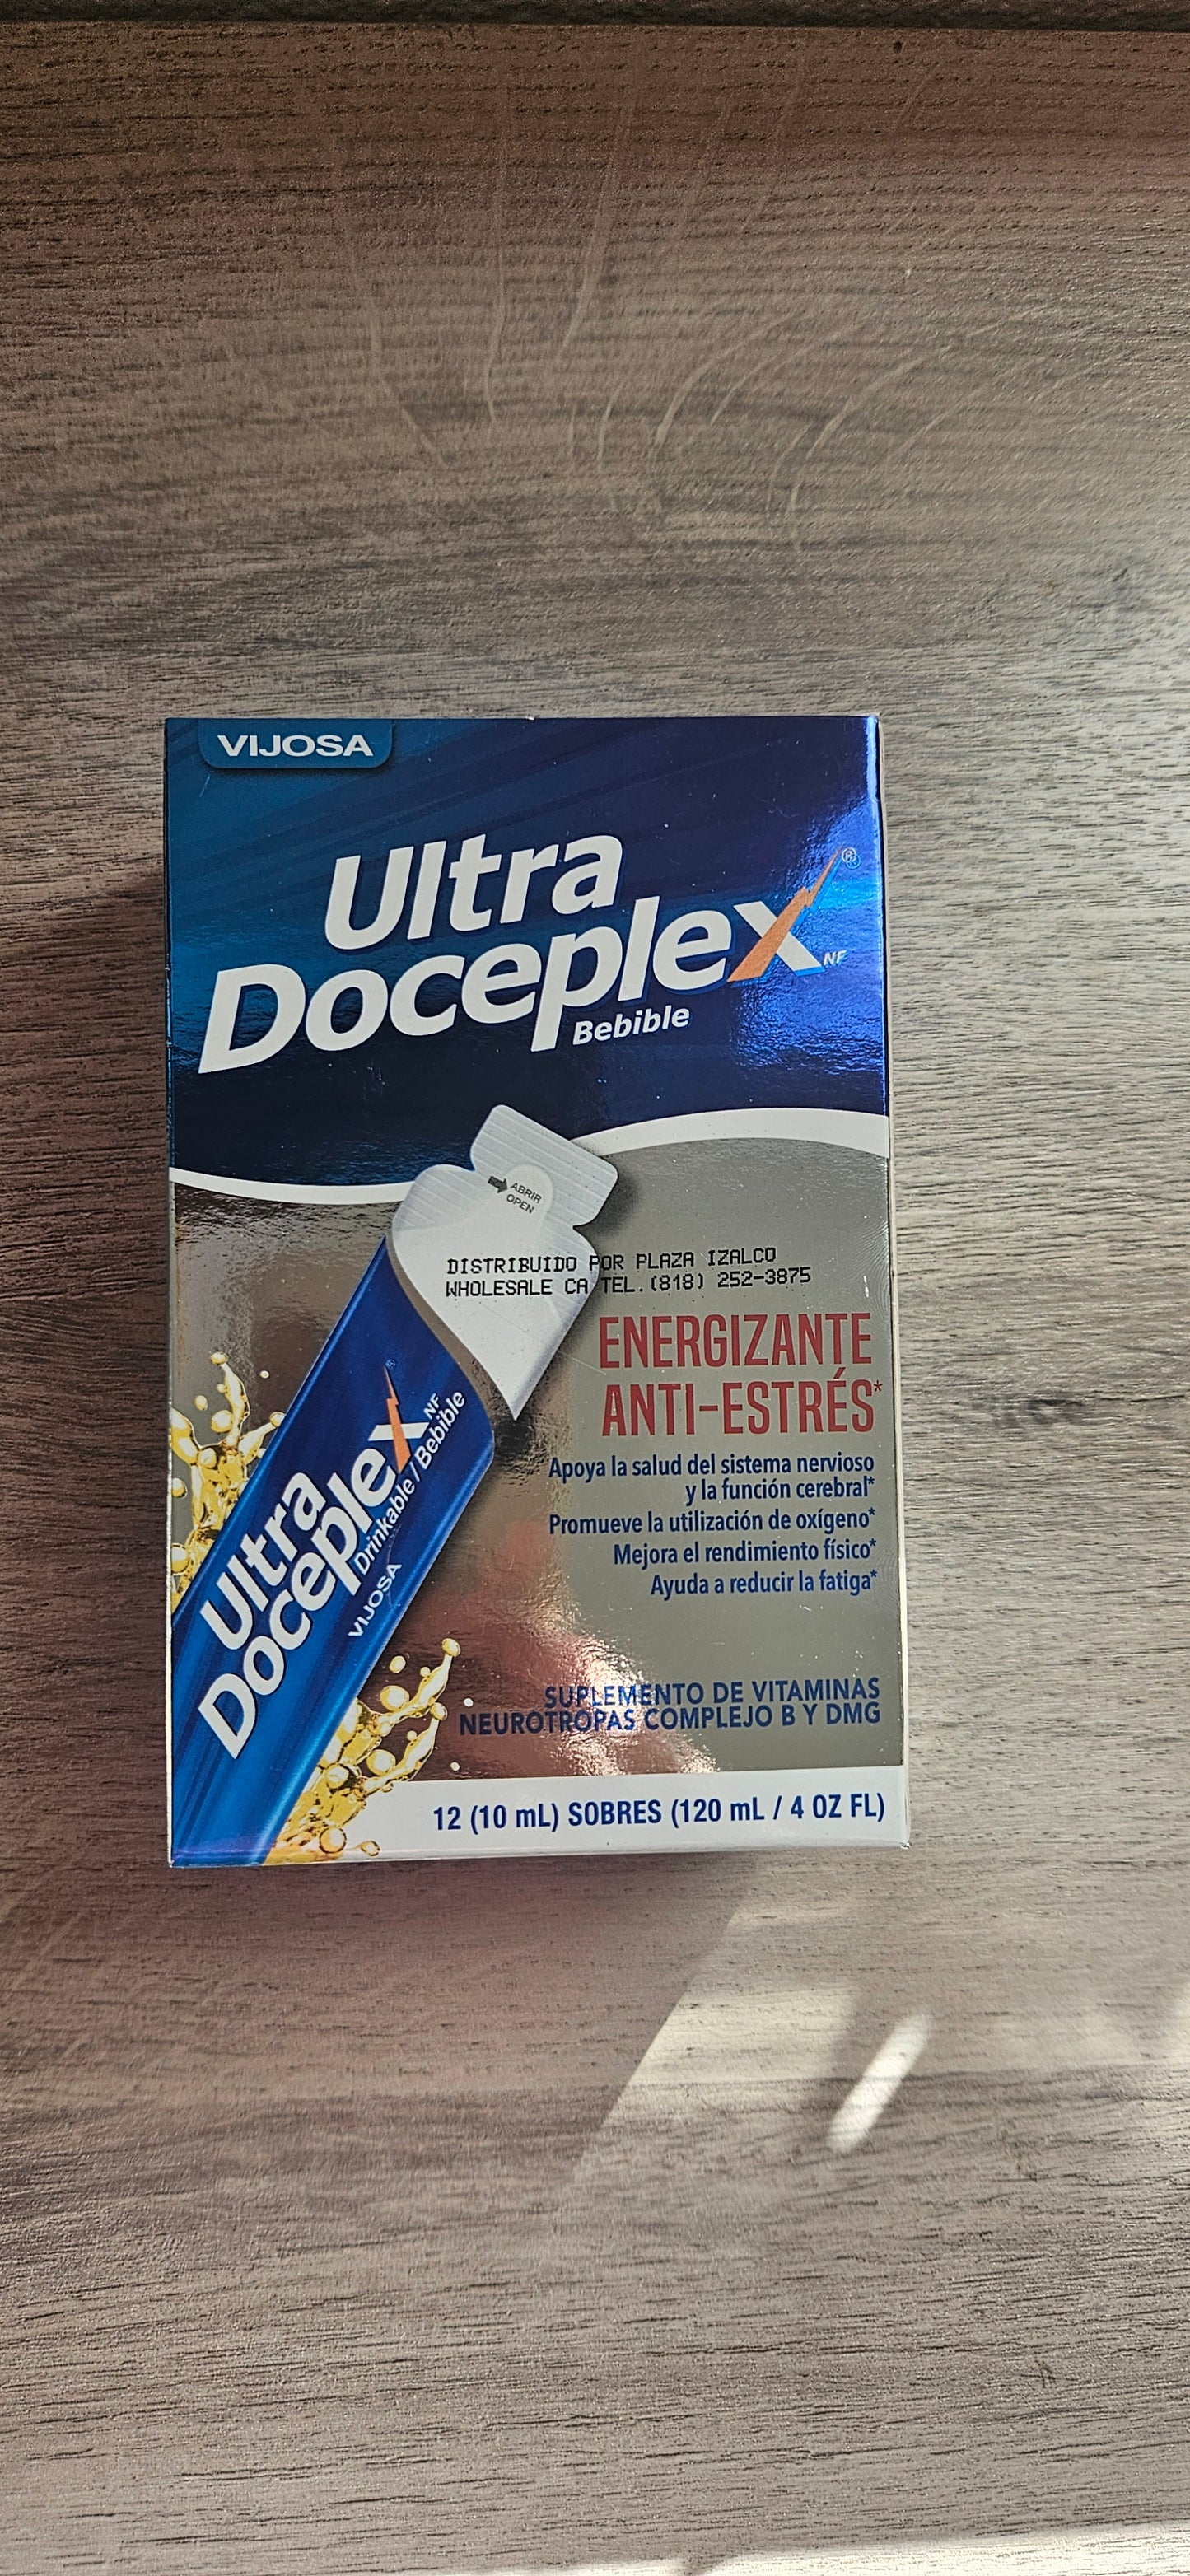 VIJOSA
Ultra
Doceplex® NF
Bebible
ABRIR
OPEN
DISTRIBUIDO POR PLAZA IZALCO
WHOLESALE CA TEL.(818) 252-3875
ENERGIZANTE
ANTI-ESTRÉS*
Apoya la salud del sistema nervioso
y la función cerebral*
Promueve la utilización de oxígeno*
Mejora el rendimiento físico*
Ayuda a reducir la fatiga*
Ultra
Doceplex® NF
Drinkable / Bebible
VIJOSA
SUPLEMENTO DE VITAMINAS
NEUROTROPAS COMPLEJO B Y DMG
12 (10 mL) SOBRES (120 mL / 4 OZ FL)